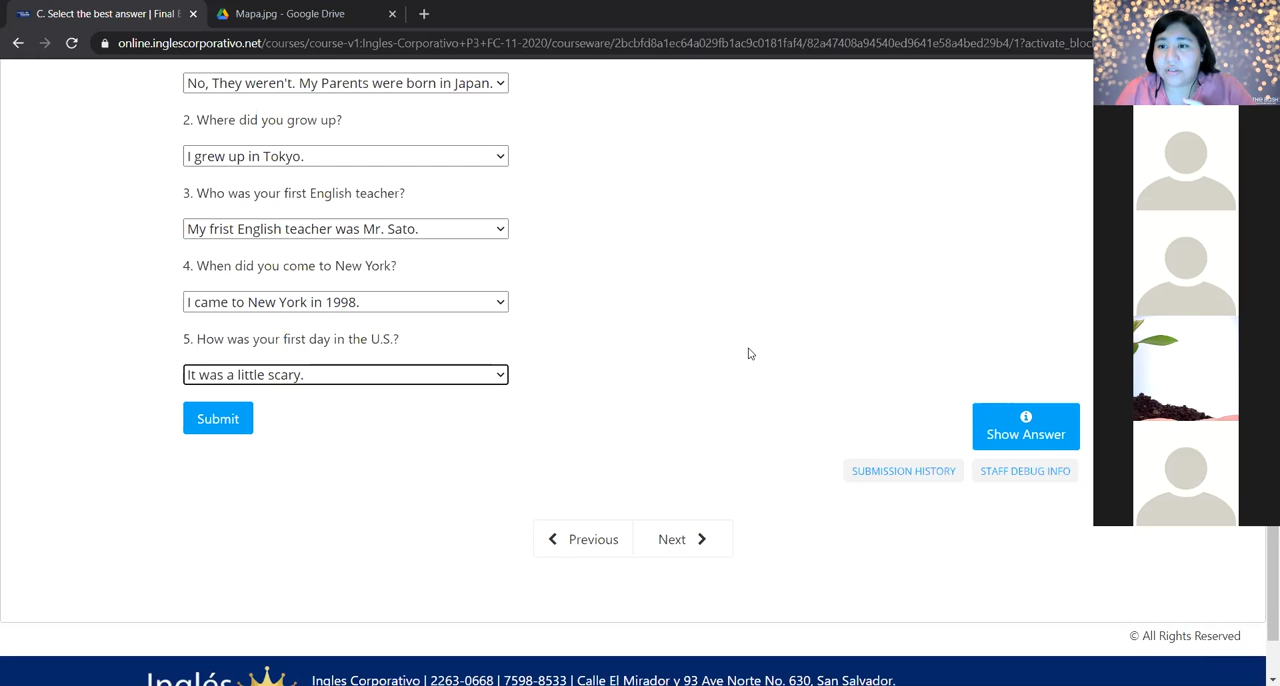 C. Select the best answer | Final E
Mapa.jpg - Google Drive
online.inglescorporativo.net/courses/course-v1:Ingles-Corporativo+P3+FC-11-2020/courseware/2bcbfd8a1ec64a029fb1ac9c0181faf4/82a47408a94540ed9641e58a4bed29b4/1?activate_bloc
No, They weren't. My Parents were born in Japan.
2. Where did you grow up?
I grew up in Tokyo.
3. Who was your first English teacher?
My frist English teacher was Mr. Sato.
4. When did you come to New York?
I came to New York in 1998.
5. How was your first day in the U.S.?
It was a little scary.
Submit
Show Answer
SUBMISSION HISTORY
STAFF DEBUG INFO
Previous
Next
© All Rights Reserved
Inglés
Ingles Corporativo | 2263-0668 | 7598-8533 | Calle El Mirador y 93 Ave Norte No. 630, San Salvador.